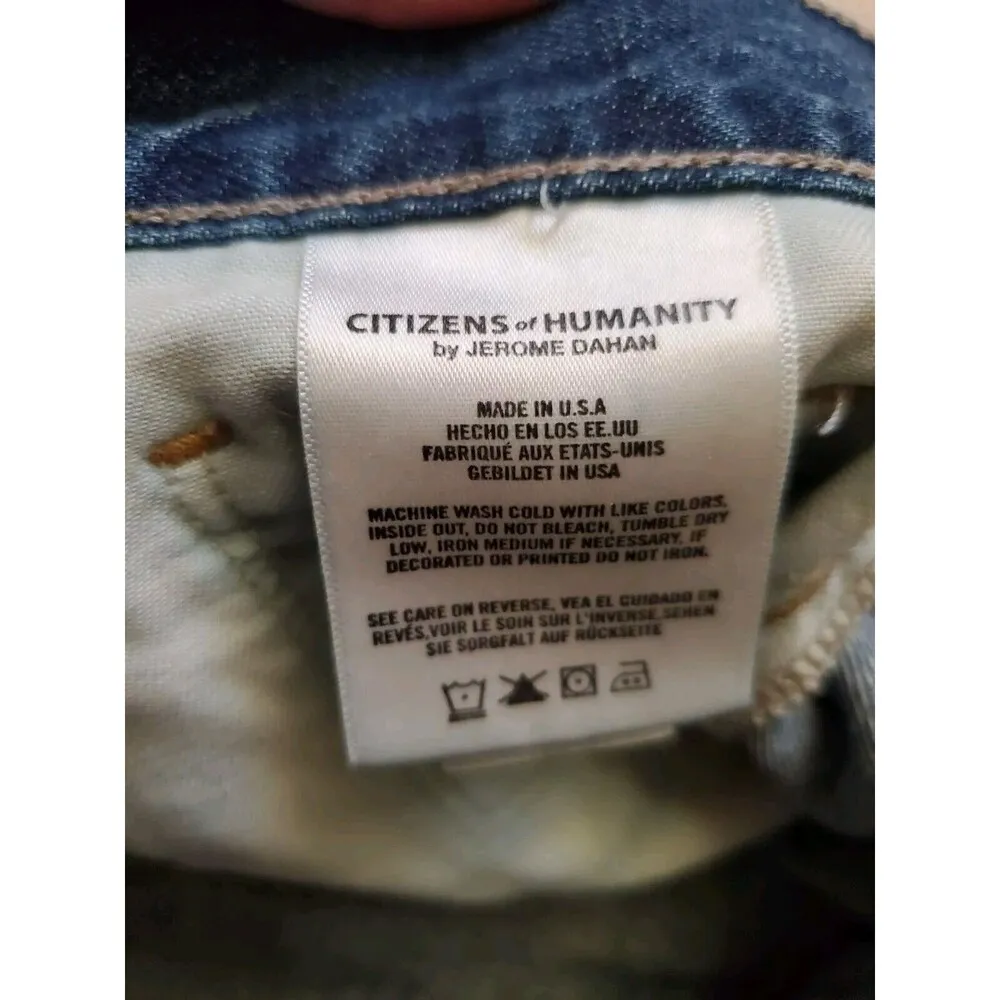 CITIZENS of HUMANITY
by JEROME DAHAN
MADE IN U.S.A
HECHO EN LOS EE.UU
FABRIQUÉ AUX ETATS-UNIS
GEBILDET IN USA
MACHINE WASH COLD WITH LIKE COLORS,
INSIDE OUT, DO NOT BLEACH, TUMBLE DRY
LOW, IRON MEDIUM IF NECESSARY, IF
DECORATED OR PRINTED DO NOT IRON.
SEE CARE ON REVERSE, VEA EL CUIDADO EN
REVÉS,VOIR LE SOIN SUR L'INVERSE,SEHEN
SIE SORGFALT AUF RÜCKSEITE